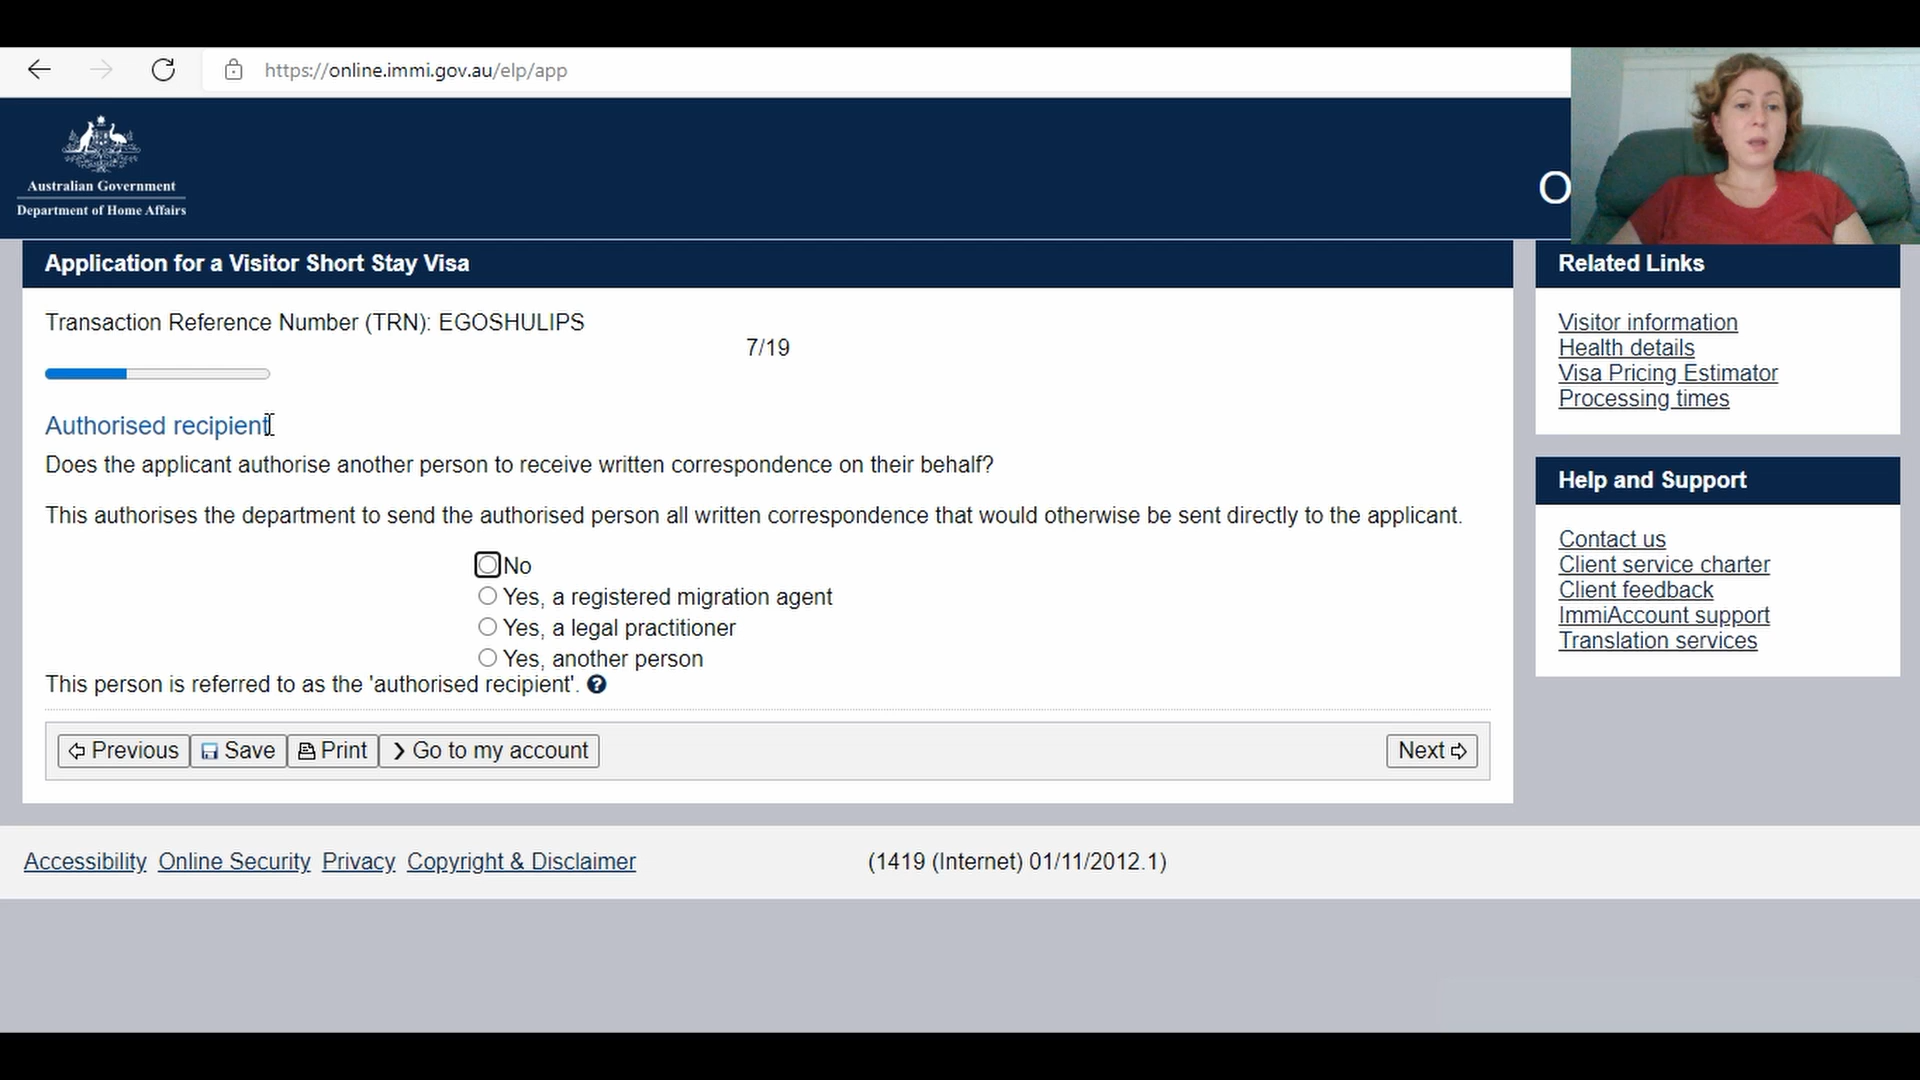 https://online.immi.gov.au/elp/app
Australian Government
Department of Home Affairs
O
Application for a Visitor Short Stay Visa
Transaction Reference Number (TRN): EGOSHULIPS
7/19
Authorised recipient
Does the applicant authorise another person to receive written correspondence on their behalf?
This authorises the department to send the authorised person all written correspondence that would otherwise be sent directly to the applicant.
No
Yes, a registered migration agent
Yes, a legal practitioner
Yes, another person
This person is referred to as the 'authorised recipient'. ?
Previous Save Print Go to my account Next
Related Links
Visitor information
Health details
Visa Pricing Estimator
Processing times
Help and Support
Contact us
Client service charter
Client feedback
ImmiAccount support
Translation services
Accessibility Online Security Privacy Copyright & Disclaimer (1419 (Internet) 01/11/2012.1)